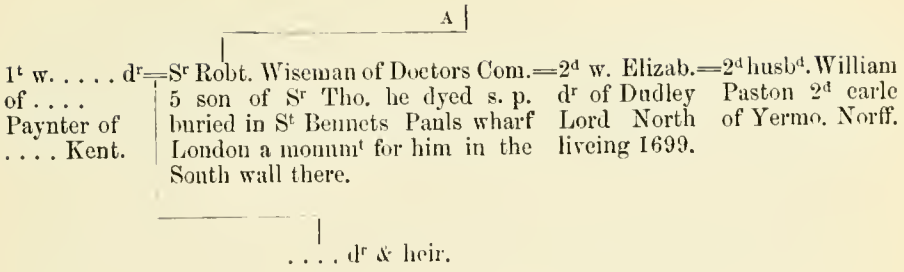 A
1ᵗ w. . . . . . dʳ=Sʳ Robt. Wiseman of Doctors Com.=2ᵈ w. Elizab.=2ᵈ husbᵈ. William
of . . . . 5 son of Sʳ Tho. he dyed s. p. dʳ of Dudley Paston 2ᵈ earle
Paynter of buried in Sᵗ Bennets Pauls wharf Lord North of Yermo. Norff.
. . . . Kent. London a monumᵗ for him in the liveing 1699.
South wall there.
. . . . dʳ & heir.